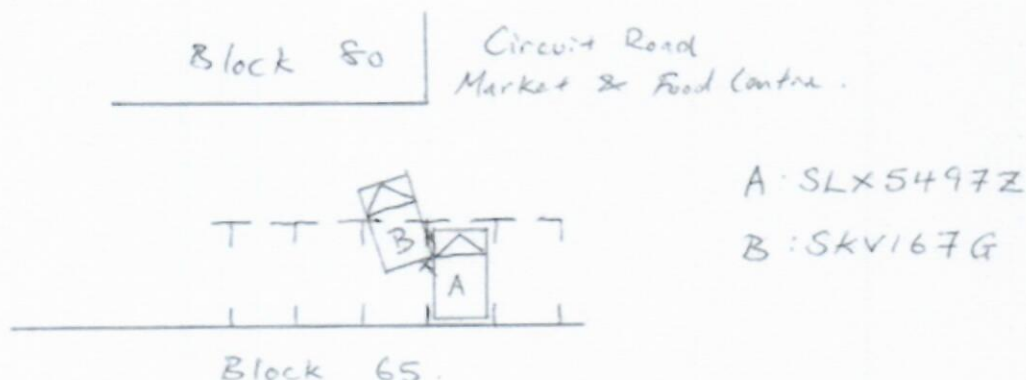 Block 80
Circuit Road
Market & Food Centre.
A: SLX5497Z
B: SKV167G
B
A
Block 65.